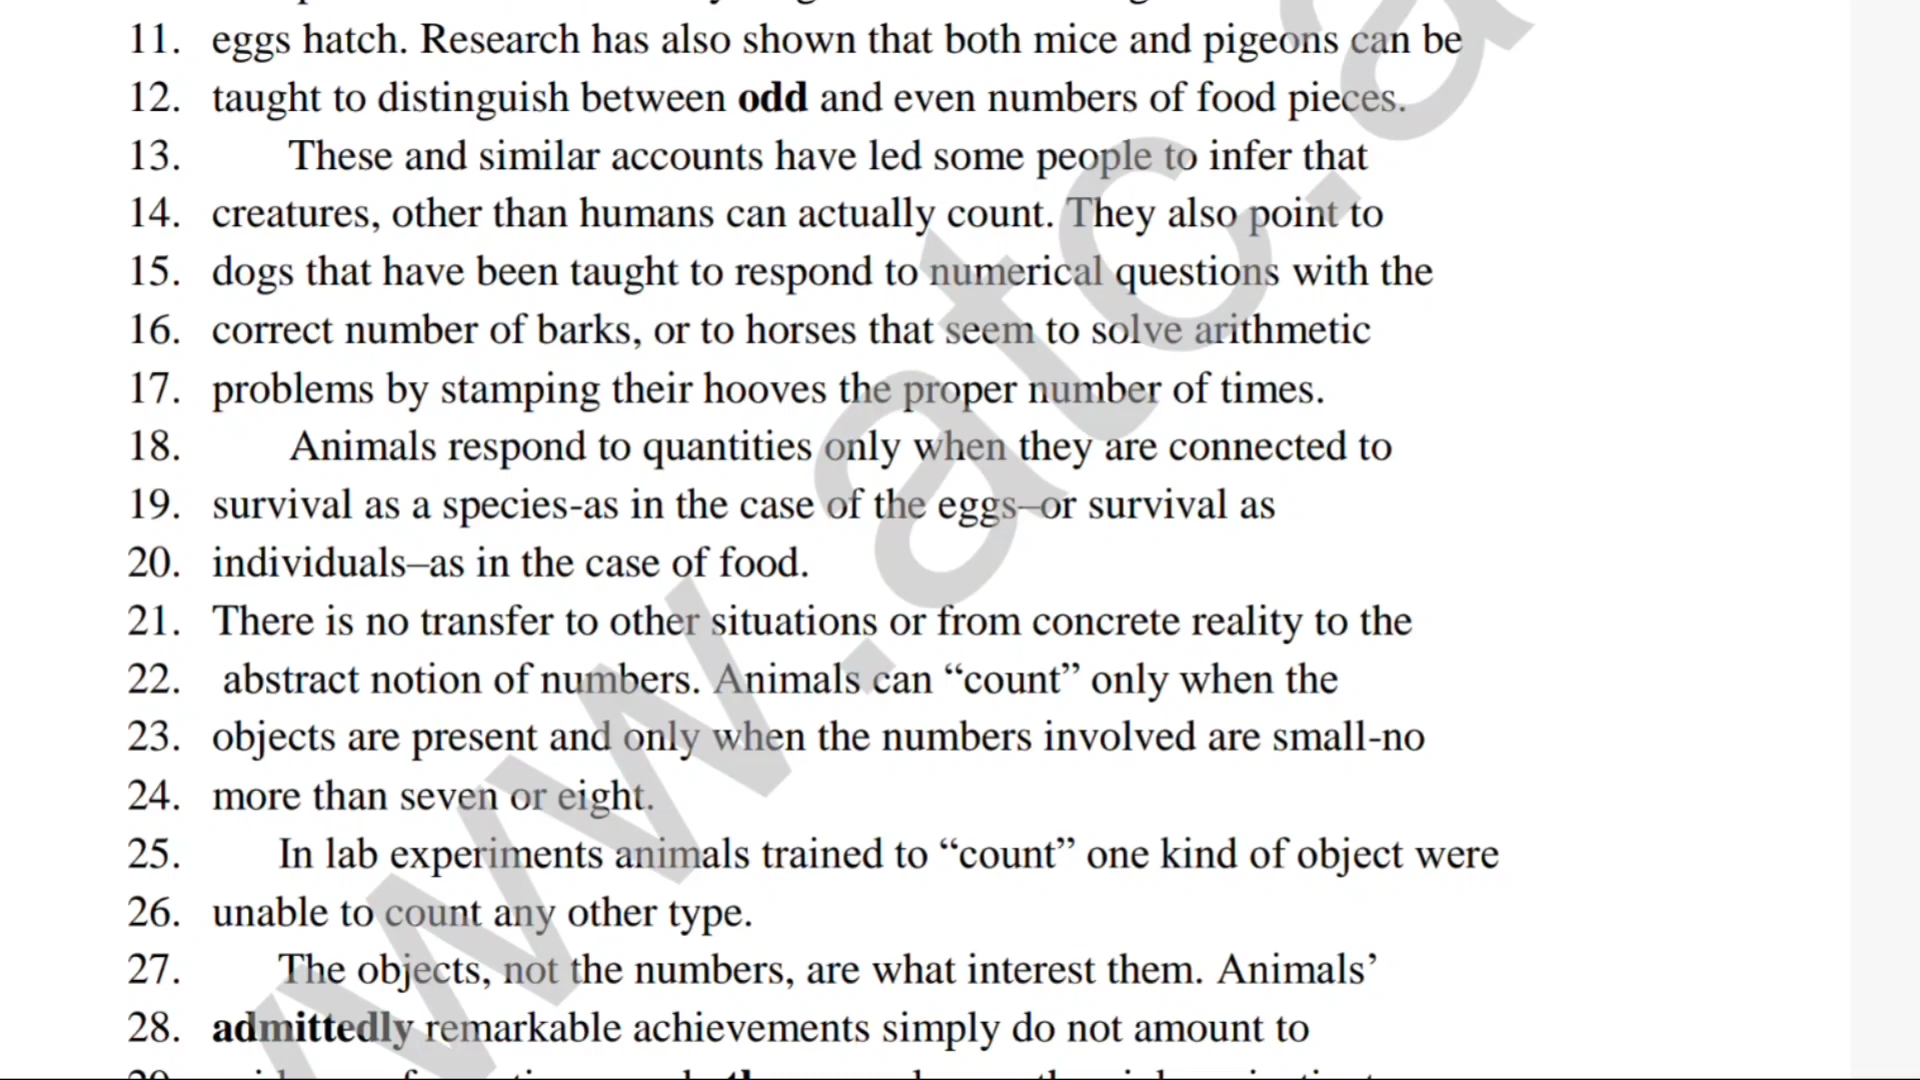 11. eggs hatch. Research has also shown that both mice and pigeons can be
12. taught to distinguish between odd and even numbers of food pieces.
13. These and similar accounts have led some people to infer that
14. creatures, other than humans can actually count. They also point to
15. dogs that have been taught to respond to numerical questions with the
16. correct number of barks, or to horses that seem to solve arithmetic
17. problems by stamping their hooves the proper number of times.
18. Animals respond to quantities only when they are connected to
19. survival as a species-as in the case of the eggs–or survival as
20. individuals–as in the case of food.
21. There is no transfer to other situations or from concrete reality to the
22. abstract notion of numbers. Animals can “count” only when the
23. objects are present and only when the numbers involved are small-no
24. more than seven or eight.
25. In lab experiments animals trained to “count” one kind of object were
26. unable to count any other type.
27. The objects, not the numbers, are what interest them. Animals’
28. admittedly remarkable achievements simply do not amount to
www.atc.a